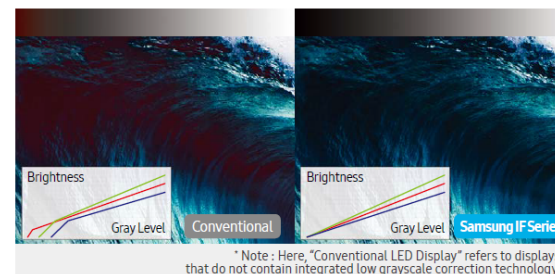 Brightness
Gray Level
Conventional
Brightness
Gray Level
Samsung IF Serie
* Note : Here, "Conventional LED Display" refers to display
that do not contain integrated low grayscale correction technolog